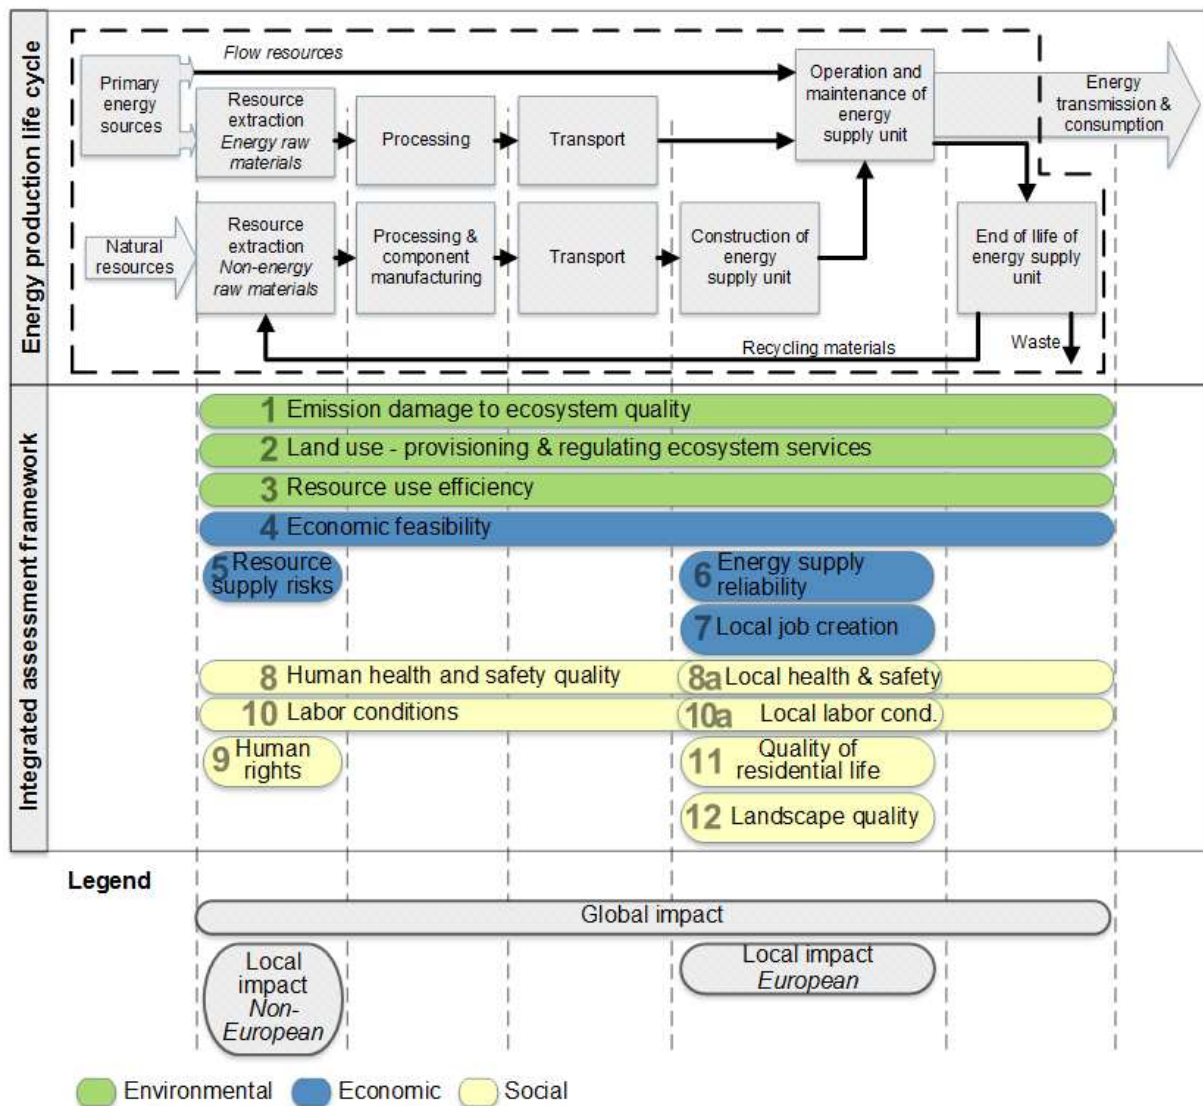 Energy production life cycle
Flow resources
Primary
energy
sources
Resource
extraction
Energy raw
materials
Processing
Transport
Operation and
maintenance of
energy
supply unit
Energy
transmission &
consumption
Natural
resources
Resource
extraction
Non-energy
raw materials
Processing &
component
manufacturing
Transport
Construction of
energy
supply unit
End of llife of
energy supply
unit
Recycling materials
Waste
Integrated assessment framework
1 Emission damage to ecosystem quality
2 Land use - provisioning & regulating ecosystem services
3 Resource use efficiency
4 Economic feasibility
5 Resource
supply risks
6 Energy supply
reliability
7 Local job creation
8 Human health and safety quality
8a Local health & safety
10 Labor conditions
10a Local labor cond.
9 Human
rights
11 Quality of
residential life
12 Landscape quality
Legend
Global impact
Local
impact
Non-
European
Local impact
European
Environmental
Economic
Social